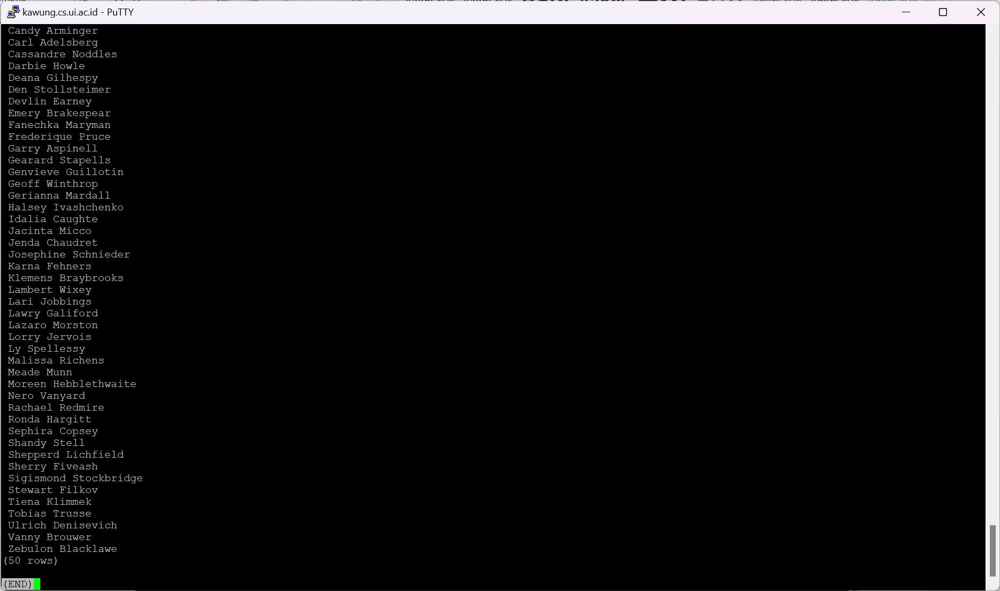 kawung.cs.ui.ac.id - PuTTY
Candy Arminger
Carl Adelsberg
Cassandre Noddles
Darbie Howle
Deana Gilhespy
Den Stollsteimer
Devlin Earney
Emery Brakespear
Fanechka Maryman
Frederique Pruce
Garry Aspinell
Gearard Stapells
Genvieve Guillotin
Geoff Winthrop
Gerianna Mardall
Halsey Ivashchenko
Idalia Caughte
Jacinta Micco
Jenda Chaudret
Josephine Schnieder
Karna Fehners
Klemens Braybrooks
Lambert Wixey
Lari Jobbings
Lawry Galiford
Lazaro Morston
Lorry Jervois
Ly Spellessy
Malissa Richens
Meade Munn
Moreen Hebblethwaite
Nero Vanyard
Rachael Redmire
Ronda Hargitt
Sephira Copsey
Shandy Stell
Shepperd Lichfield
Sherry Fiveash
Sigismond Stockbridge
Stewart Filkov
Tiena Klimmek
Tobias Trusse
Ulrich Denisevich
Vanny Brouwer
Zebulon Blacklawe
(50 rows)
(END)